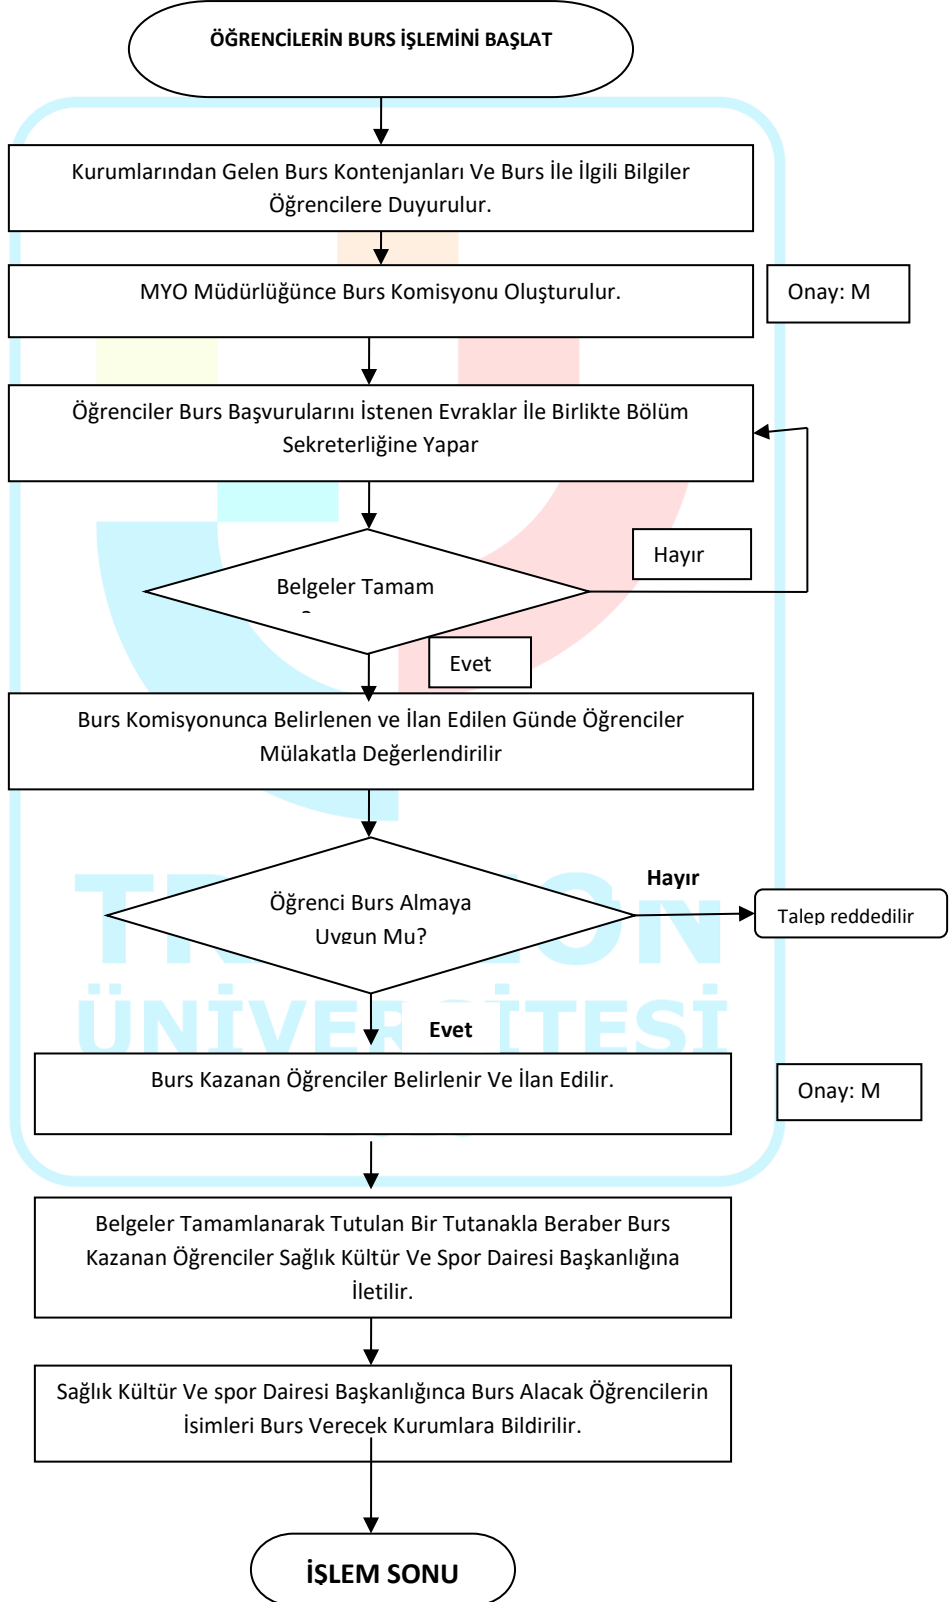 ÖĞRENCİLERİN BURS İŞLEMİNİ BAŞLAT
Kurumlarından Gelen Burs Kontenjanları Ve Burs İle İlgili Bilgiler
Öğrencilere Duyurulur.
MYO Müdürlüğünce Burs Komisyonu Oluşturulur.
Onay: M
Öğrenciler Burs Başvurularını İstenen Evraklar İle Birlikte Bölüm
Sekreterliğine Yapar
Hayır
Belgeler Tamam
Evet
Burs Komisyonunca Belirlenen ve İlan Edilen Günde Öğrenciler
Mülakatla Değerlendirilir
Hayır
Öğrenci Burs Almaya
Uygun Mu?
Talep reddedilir
ÜNİVERSİTESİ
Evet
Burs Kazanan Öğrenciler Belirlenir Ve İlan Edilir.
Onay: M
Belgeler Tamamlanarak Tutulan Bir Tutanakla Beraber Burs
Kazanan Öğrenciler Sağlık Kültür Ve Spor Dairesi Başkanlığına
İletilir.
Sağlık Kültür Ve spor Dairesi Başkanlığınca Burs Alacak Öğrencilerin
İsimleri Burs Verecek Kurumlara Bildirilir.
İŞLEM SONU